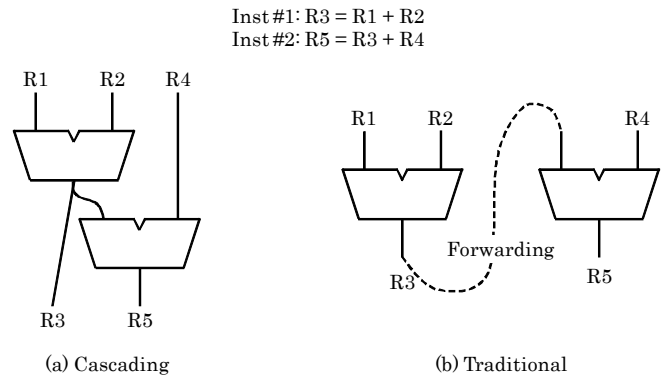 Inst #1: R3 = R1 + R2
Inst #2: R5 = R3 + R4
R1 R2 R4
R3 R5
(a) Cascading
R1 R2 R4
Forwarding
R3 R5
(b) Traditional